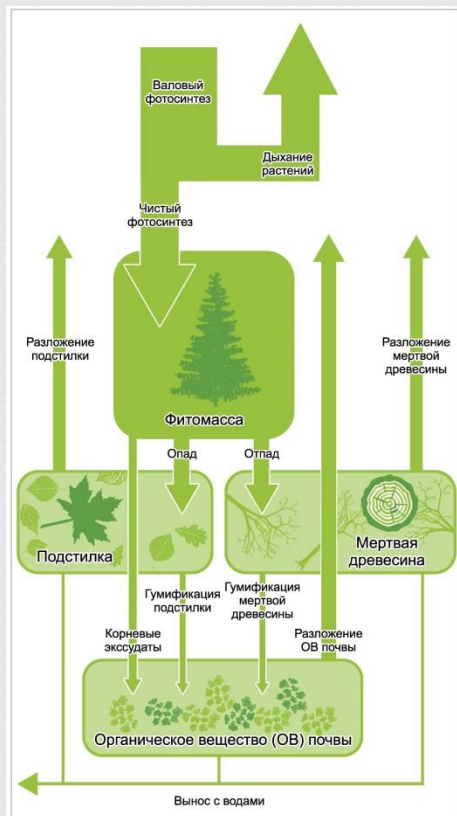 Валовый
фотосинтез
Дыхание
растений
Чистый
фотосинтез
Разложение
подстилки
Разложение
мертвой
древесины
Фитомасса
Опад
Отпад
Подстилка
Мертвая
древесина
Гумификация
подстилки
Гумификация
мертвой
древесины
Корневые
экссудаты
Разложение
ОВ почвы
Органическое вещество (ОВ) почвы
Вынос с водами